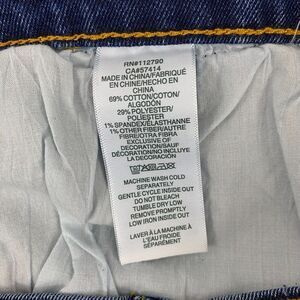 RN#112790
CA#57414
MADE IN CHINA/FABRIQUÉ
EN CHINE/HECHO EN
CHINA
69% COTTON/COTON/
ALGODÓN
29% POLYESTER/
POLIÉSTER
1% SPANDEX/ÉLASTHANNE
1% OTHER FIBER/AUTRE
FIBRE/OTRA FIBRA
EXCLUSIVE OF
DECORATION/SAUF
DÉCORATION/NO INCLUYE
LA DECORACIÓN
MACHINE WASH COLD
SEPARATELY
GENTLE CYCLE INSIDE OUT
DO NOT BLEACH
TUMBLE DRY LOW
REMOVE PROMPTLY
LOW IRON INSIDE OUT
LAVER À LA MACHINE À
L'EAU FROIDE
SÉPARÉMENT